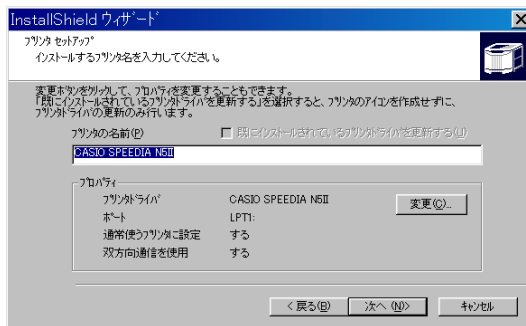 InstallShield ウィザード
プリンタ セットアップ
インストールするプリンタ名を入力してください。
変更ボタンをクリックして、プロパティを変更することもできます。
「既にインストールされているプリンタドライバを更新する」を選択すると、プリンタのアイコンを作成せずに、
プリンタドライバの更新のみ行います。
プリンタの名前(P)
既にインストールされているプリンタドライバを更新する(U)
CASIO SPEEDIA N5II
プロパティ
プリンタドライバ CASIO SPEEDIA N5II
変更(C)...
ポート LPT1:
通常使うプリンタに設定 する
双方向通信を使用 する
< 戻る(B) 次へ (N)> キャンセル